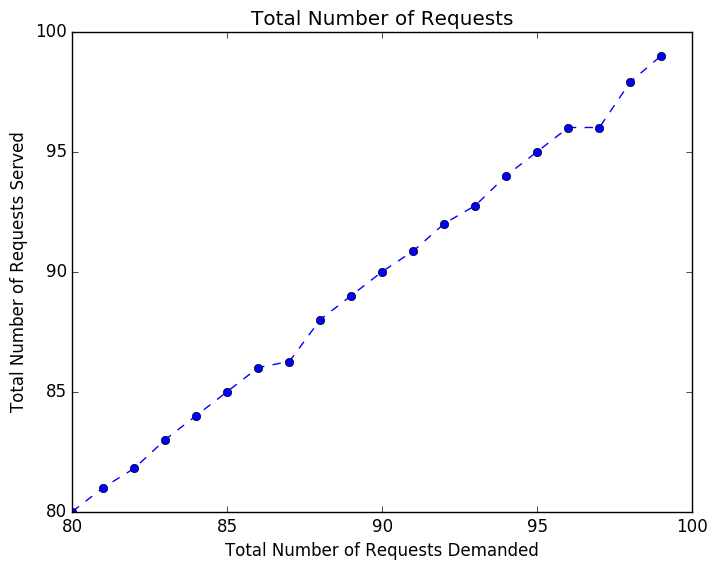 Total Number of Requests
100
95
90
85
80
Total Number of Requests Served
80 85 90 95 100
Total Number of Requests Demanded